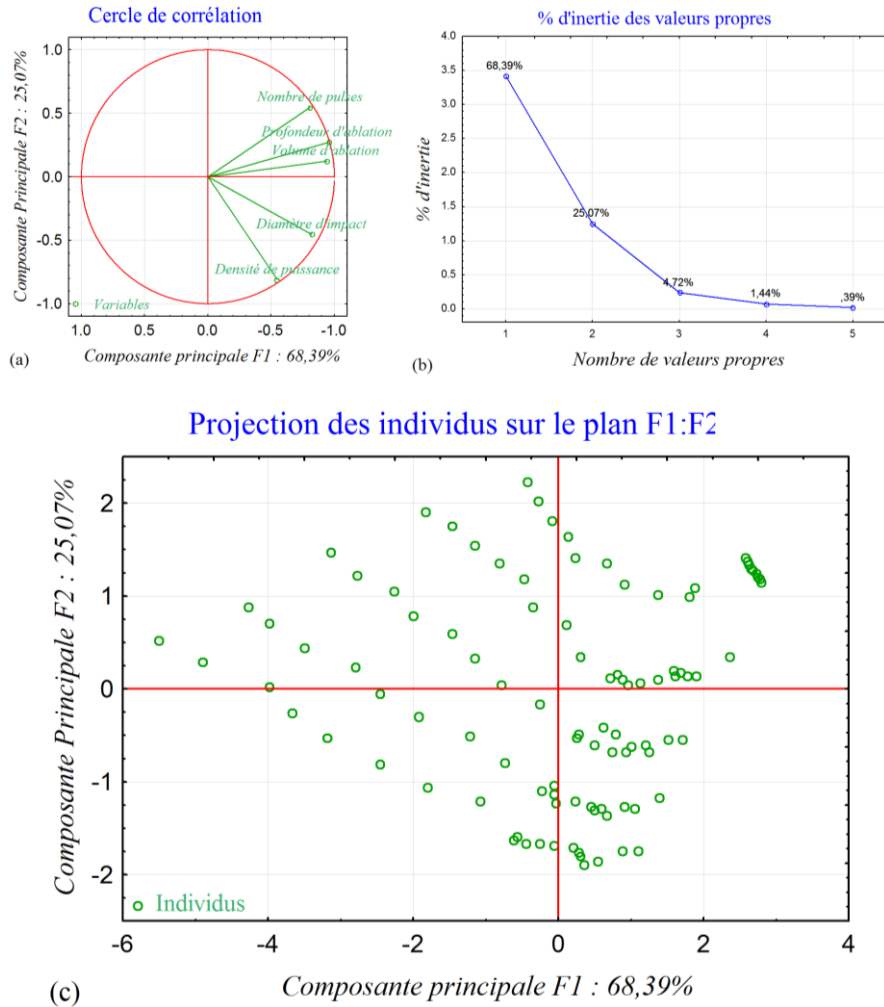 Cercle de corrélation
Composante Principale F2 : 25,07%
1.0
0.5
0.0
-0.5
-1.0
Nombre de pulses
Profondeur d'ablation
Volume d'ablation
Diamètre d'impact
Densité de puissance
Variables
1.0 0.5 0.0 -0.5 -1.0
(a) Composante principale F1 : 68,39%
% d'inertie des valeurs propres
% d'inertie
4.0
3.5
3.0
2.5
2.0
1.5
1.0
0.5
0.0
68,39%
25,07%
4,72%
1,44%
,39%
1 2 3 4 5
(b) Nombre de valeurs propres
Projection des individus sur le plan F1:F2
Composante Principale F2 : 25,07%
2
1
0
-1
-2
Individus
-6 -4 -2 0 2 4
(c) Composante principale F1 : 68,39%